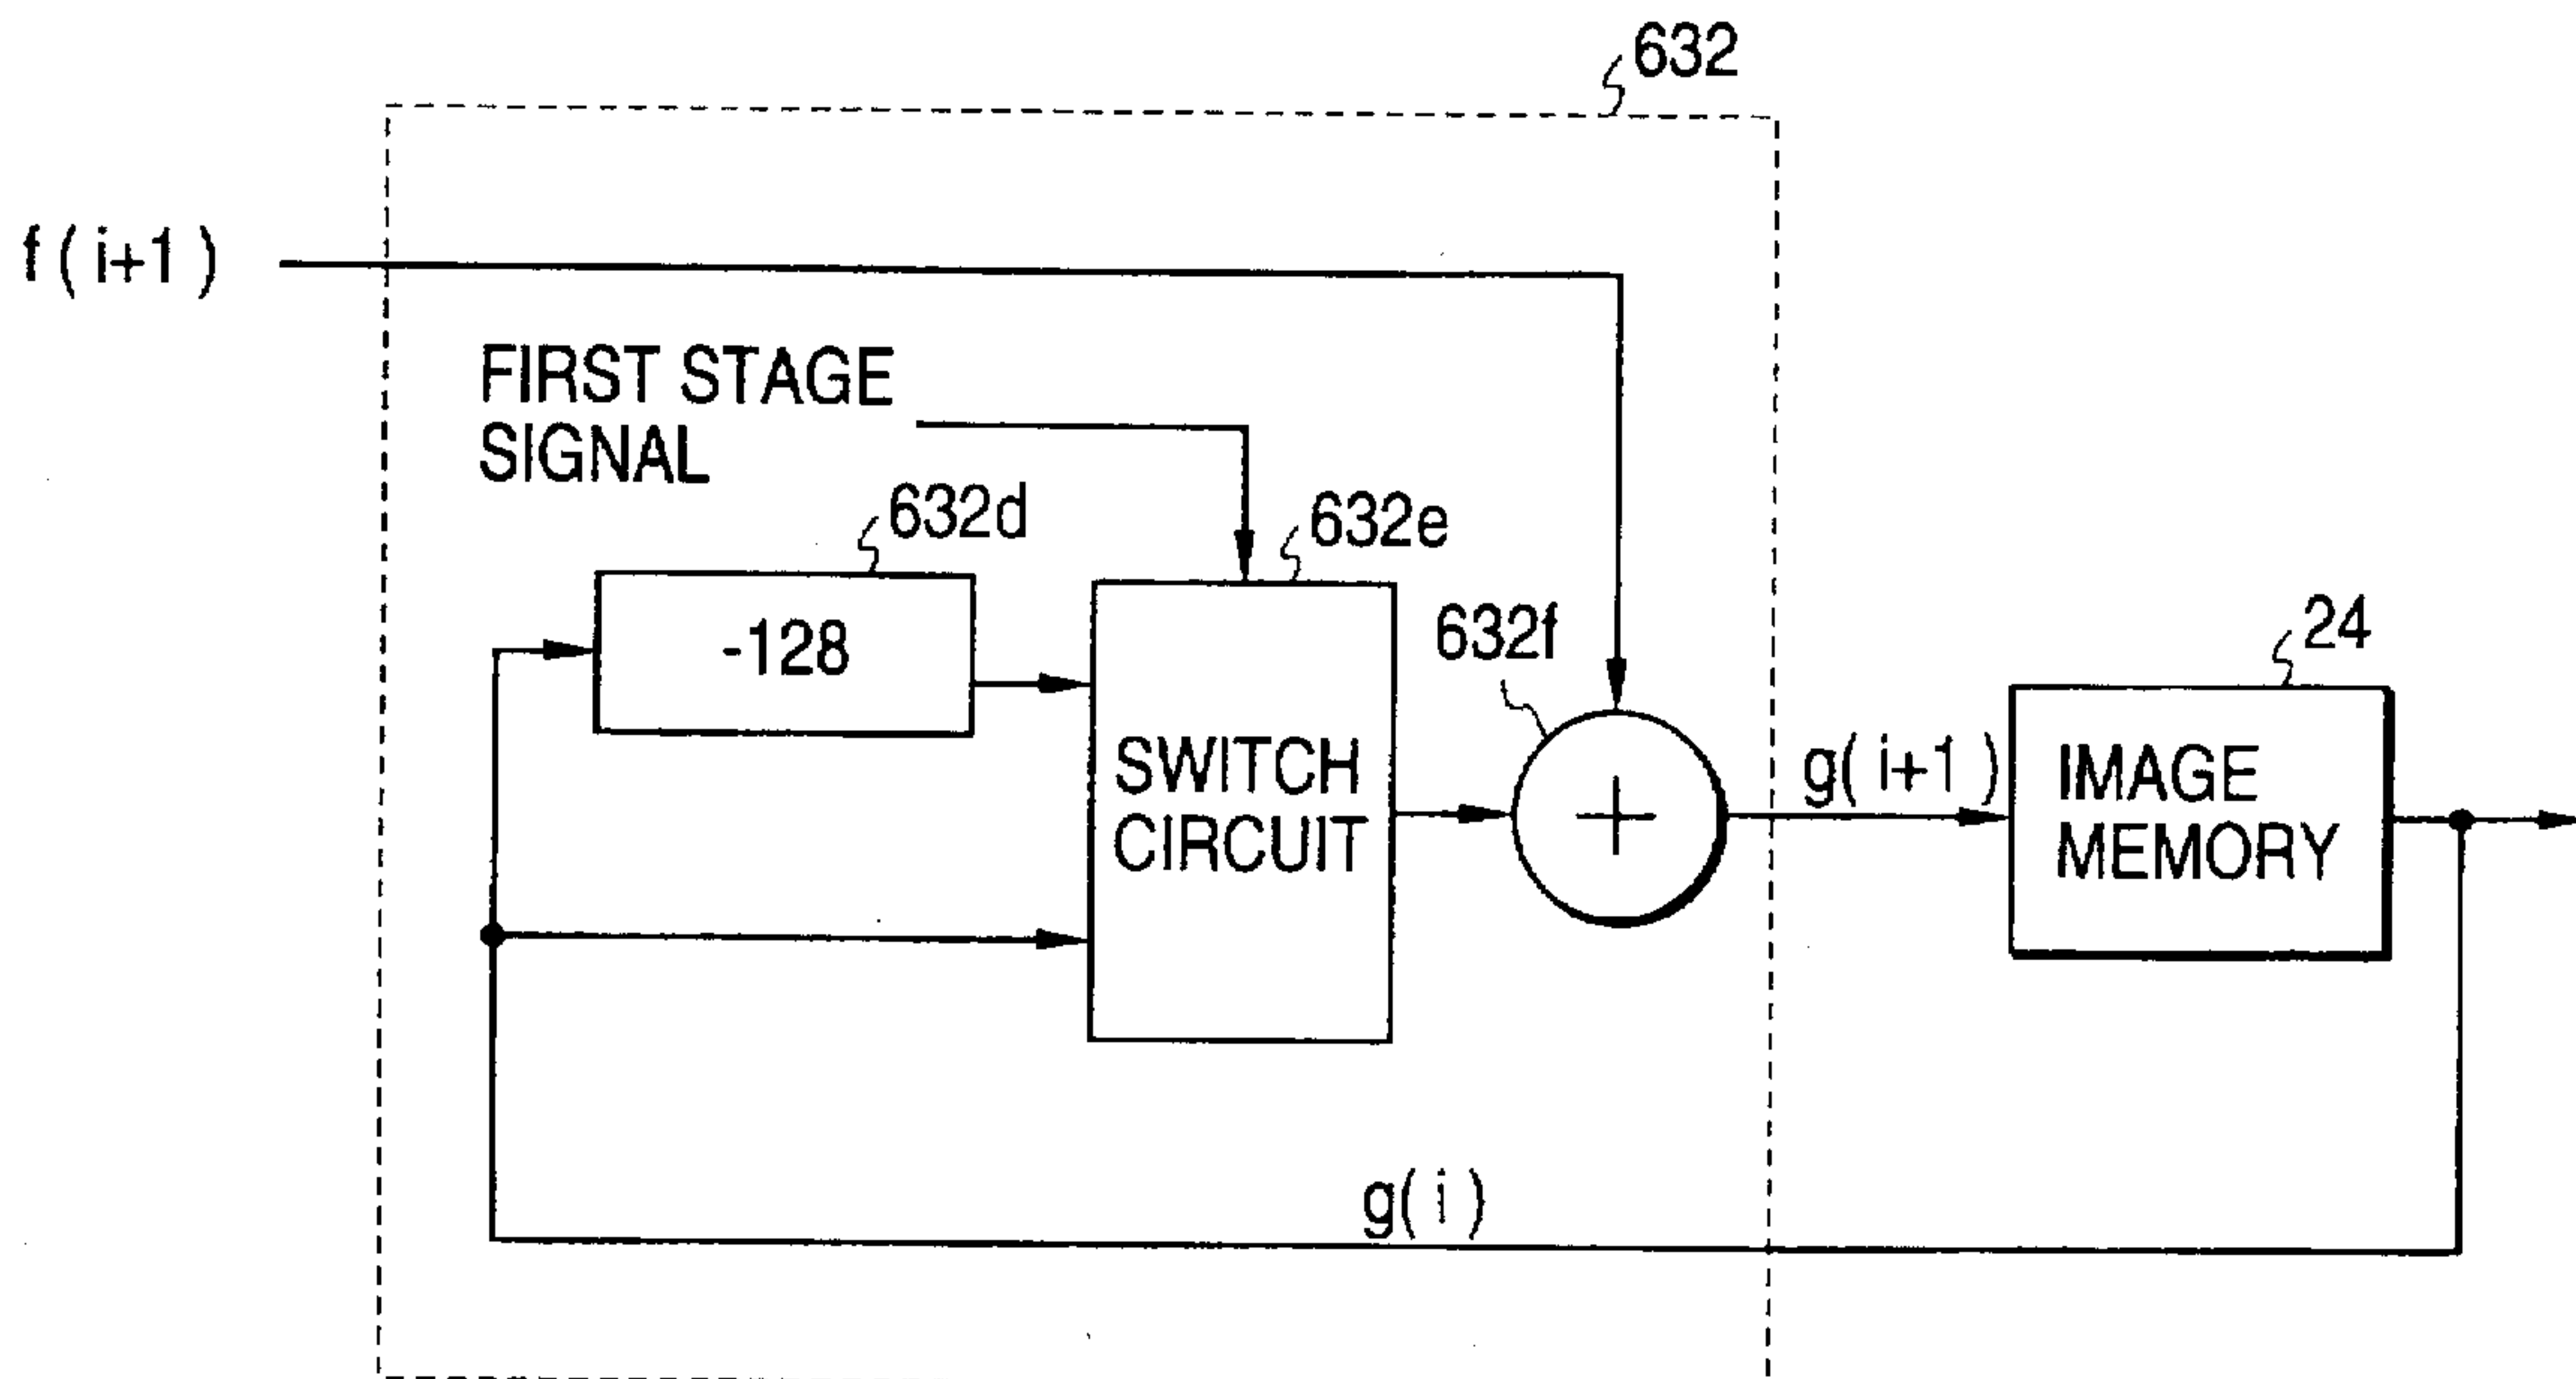 632
f ( i+1 )
FIRST STAGE
SIGNAL
632d
632e
-128
632f
24
SWITCH
CIRCUIT
+
g( i+1 )
IMAGE
MEMORY
g( i )